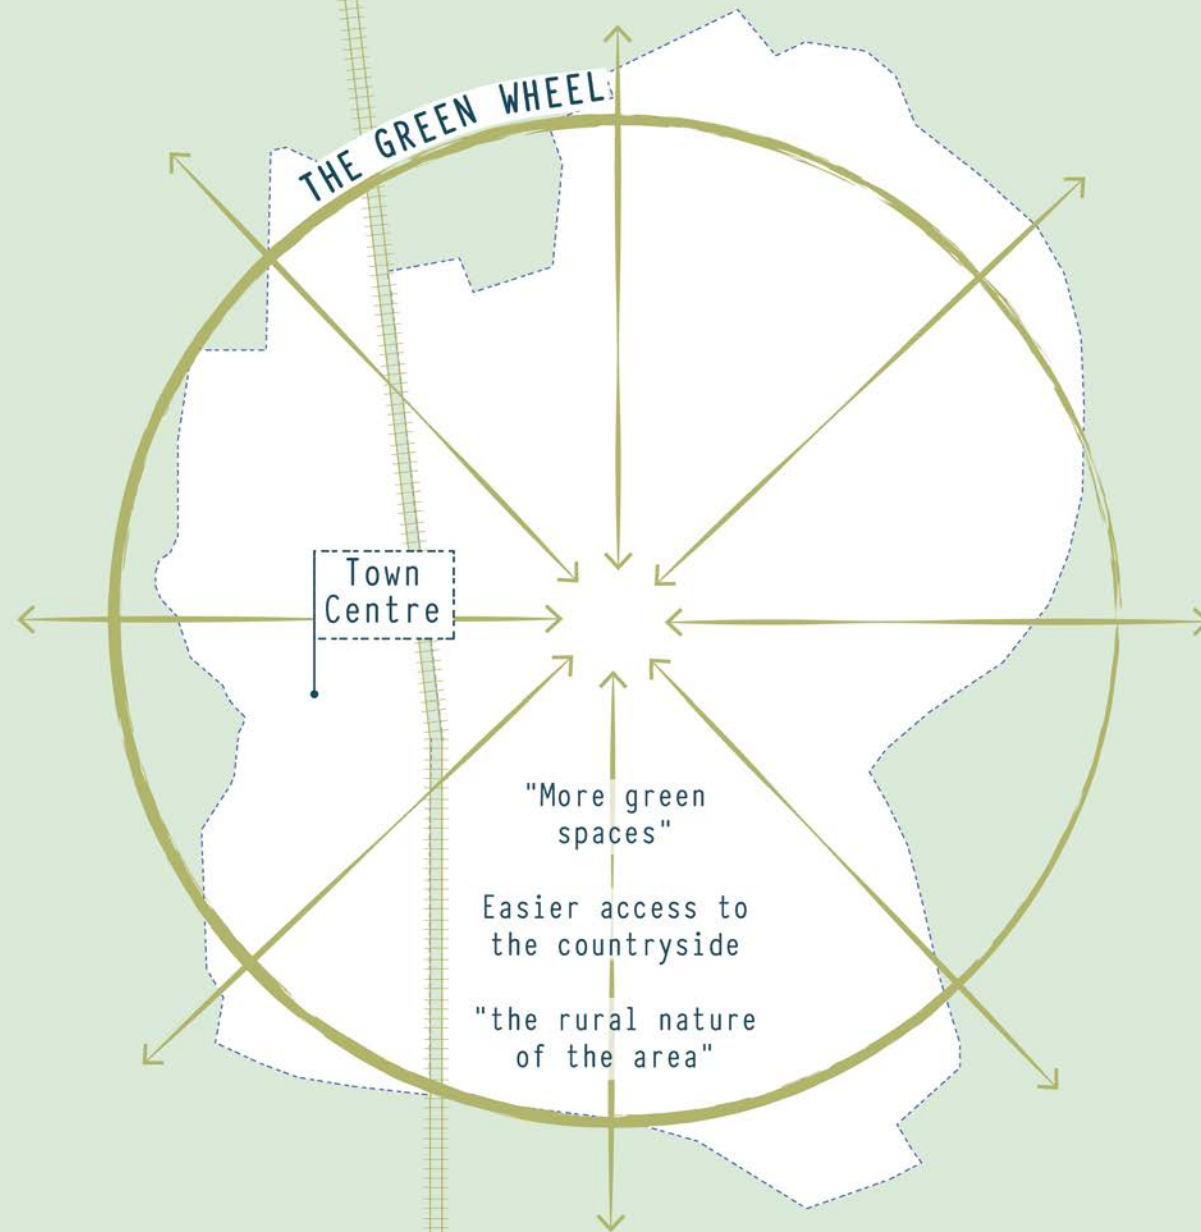 THE GREEN WHEEL
Town
Centre
"More green
spaces"
Easier access to
the countryside
"the rural nature
of the area"